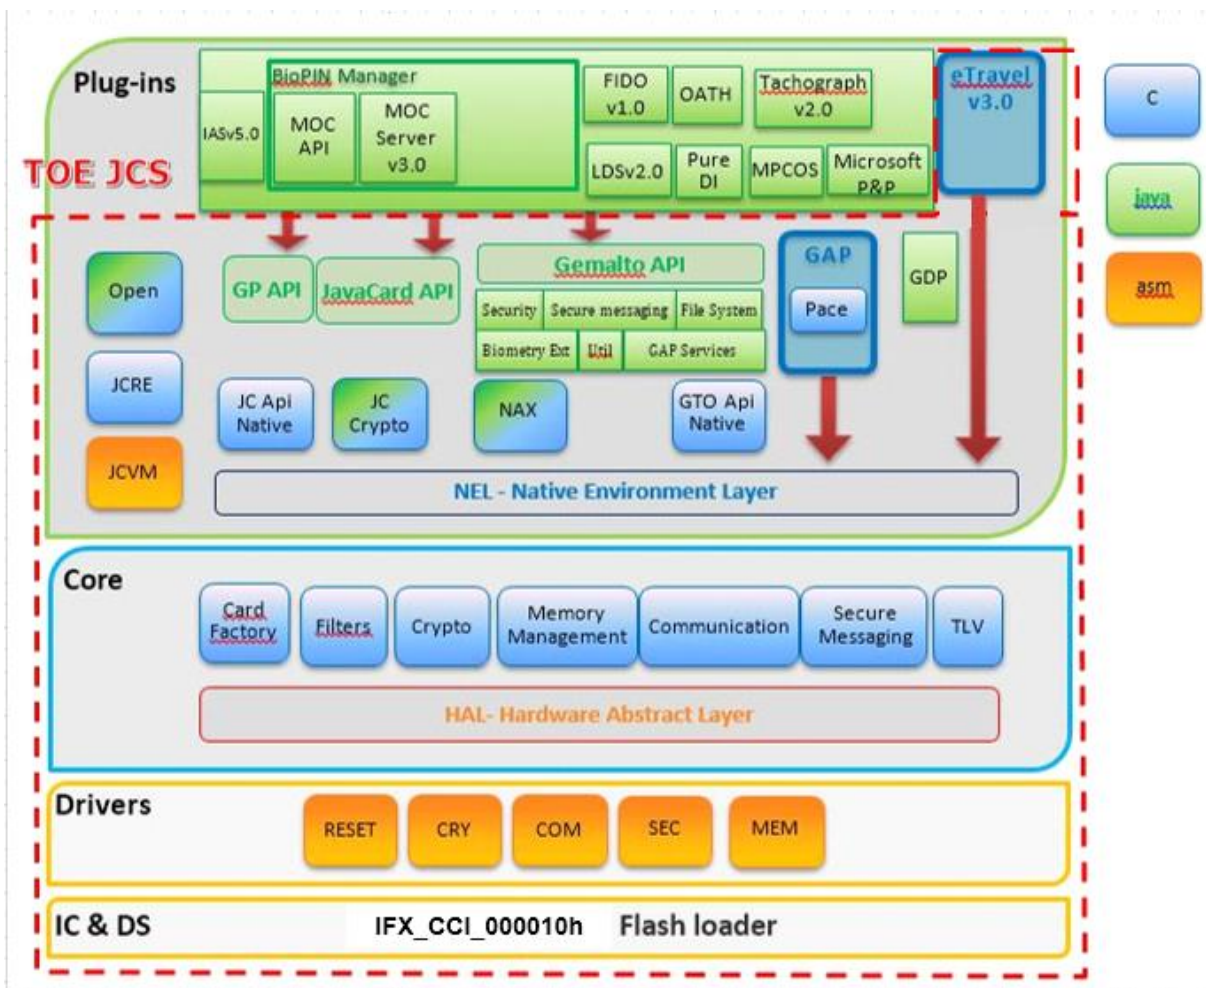 Plug-ins
TOE JCS
IASv5.0
BioPIN Manager
MOC
API
MOC
Server
v3.0
FIDO
v1.0
OATH
Tachograph
v2.0
LDSv2.0
Pure
DI
MPCOS
Microsoft
P&P
eTravel
v3.0
C
java
asm
Open
GP API
JavaCard API
Gemalto API
Security
Secure messaging
File System
Biometry Ext
Util
GAP Services
GAP
Pace
GDP
JCRE
JC Api
Native
JC
Crypto
NAX
GTO Api
Native
JCVM
NEL - Native Environment Layer
Core
Card
Factory
Filters
Crypto
Memory
Management
Communication
Secure
Messaging
TLV
HAL- Hardware Abstract Layer
Drivers
RESET
CRY
COM
SEC
MEM
IC & DS
IFX_CCI_000010h
Flash loader